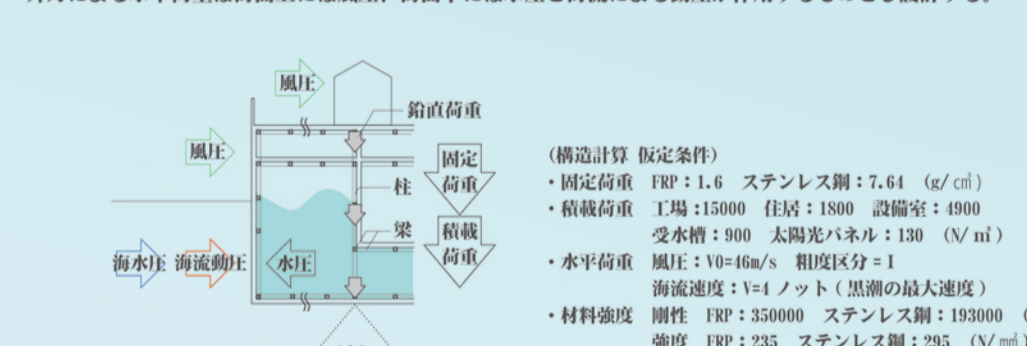 風圧
鉛直荷重
風圧
固定
荷重
柱
梁
積載
荷重
海水圧 海流動圧 水圧
(構造計算 仮定条件)
・固定荷重 FRP：1.6 ステンレス鋼：7.64 (g/c㎡)
・積載荷重 工場：15000 住居：1800 設備室：4900
受水槽：900 太陽光パネル：130 (N/㎡)
・水平荷重 風圧：V0=46m/s 粗度区分=I
海流速度：V=4 ノット(黒潮の最大速度)
・材料強度 剛性 FRP：350000 ステンレス鋼：193000 (
強度 FRP：235 ステンレス鋼：295 (N/m㎡)